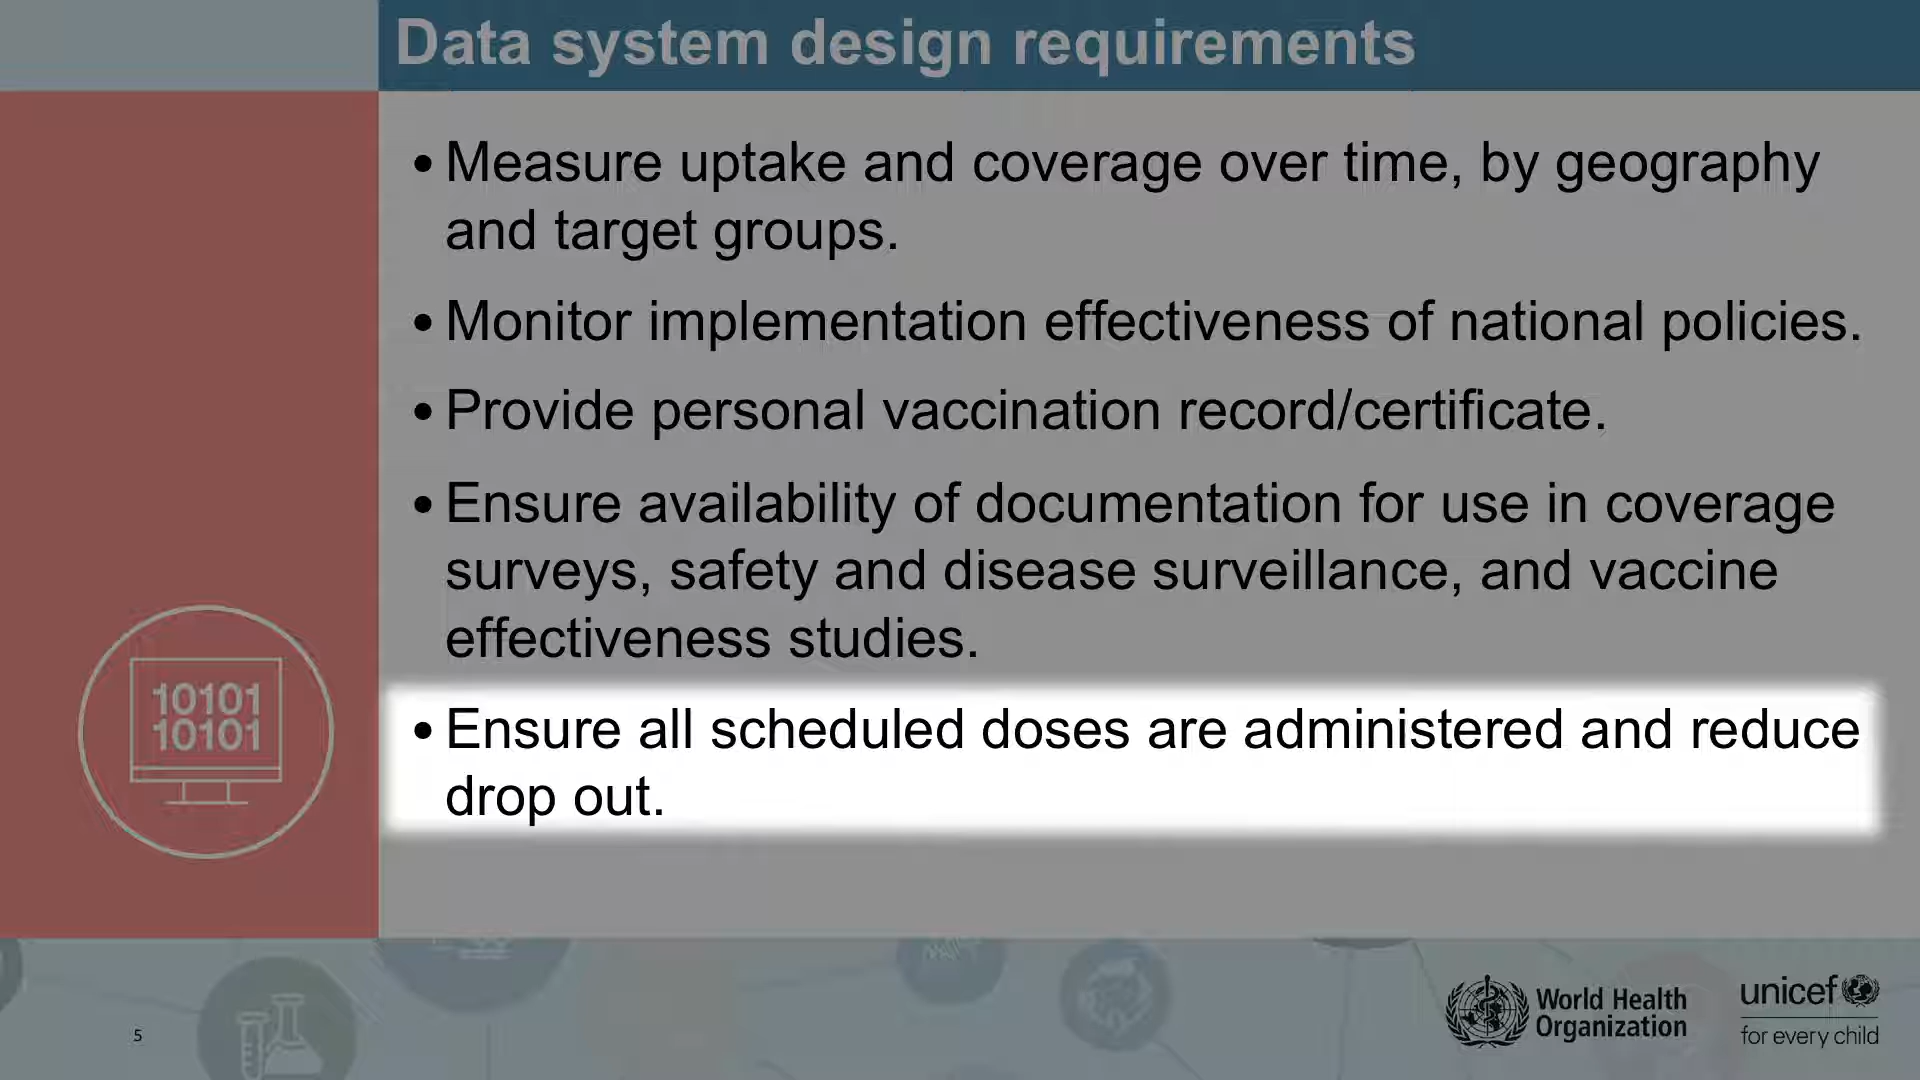 Data system design requirements
• Measure uptake and coverage over time, by geography
and target groups.
• Monitor implementation effectiveness of national policies.
• Provide personal vaccination record/certificate.
• Ensure availability of documentation for use in coverage
surveys, safety and disease surveillance, and vaccine
effectiveness studies.
10101
10101
• Ensure all scheduled doses are administered and reduce
drop out.
5
World Health
Organization
unicef
for every child